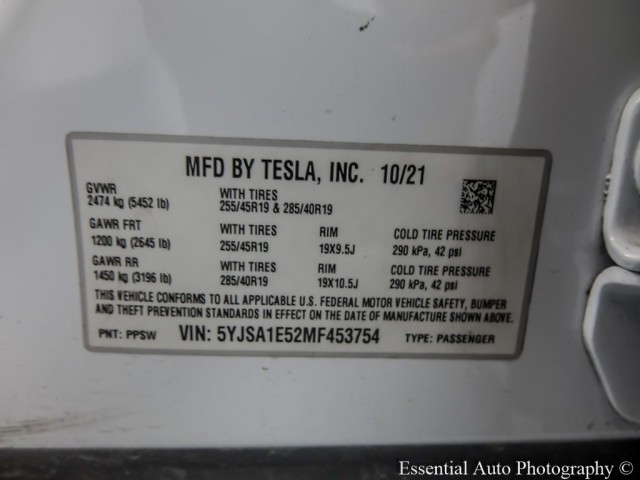 MFD BY TESLA, INC. 10/21
GVWR
2474 kg (5452 lb)
WITH TIRES
255/45R19 & 285/40R19
GAWR FRT
1200 kg (2645 lb)
WITH TIRES
255/45R19
RIM
19X9.5J
COLD TIRE PRESSURE
290 kPa, 42 psi
GAWR RR
1450 kg (3196 lb)
WITH TIRES
285/40R19
RIM
19X10.5J
COLD TIRE PRESSURE
290 kPa, 42 psi
THIS VEHICLE CONFORMS TO ALL APPLICABLE U.S. FEDERAL MOTOR VEHICLE SAFETY, BUMPER
AND THEFT PREVENTION STANDARDS IN EFFECT ON THE DATE OF MANUFACTURE SHOWN ABOVE.
PNT: PPSW VIN: 5YJSA1E52MF453754 TYPE: PASSENGER
Essential Auto Photography ©